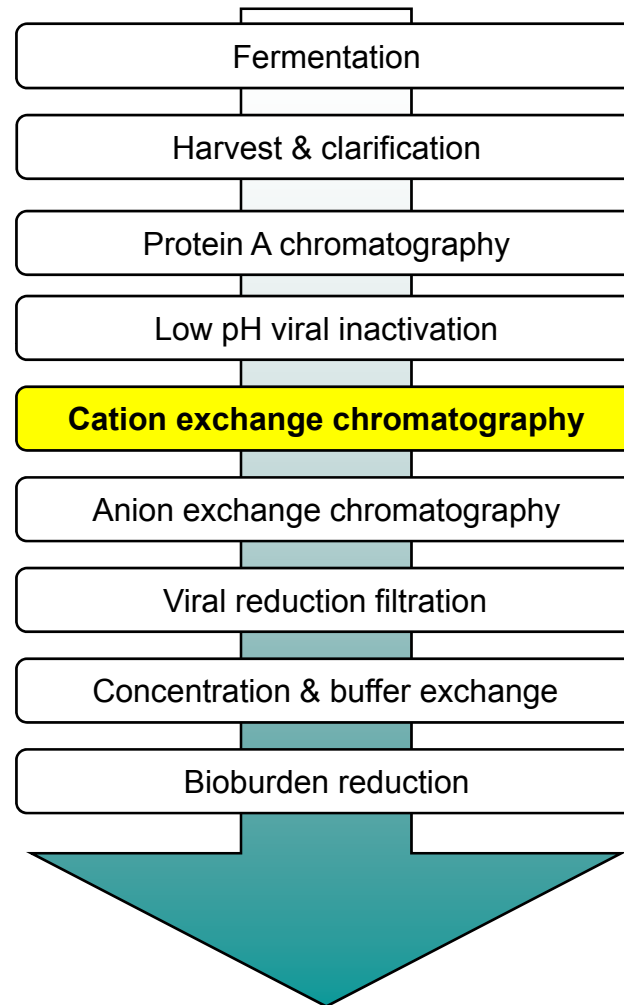 Fermentation
Harvest & clarification
Protein A chromatography
Low pH viral inactivation
Cation exchange chromatography
Anion exchange chromatography
Viral reduction filtration
Concentration & buffer exchange
Bioburden reduction